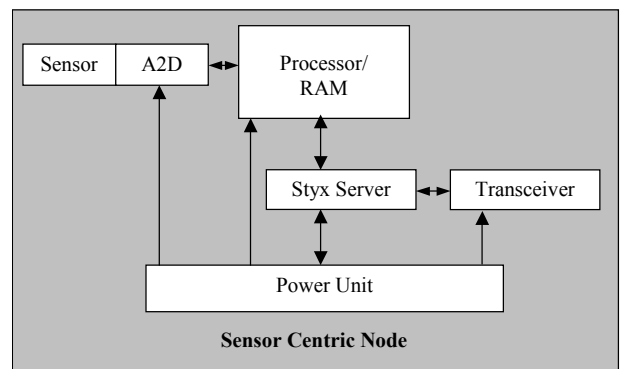 Sensor A2D
Processor/
RAM
Styx Server
Transceiver
Power Unit
Sensor Centric Node